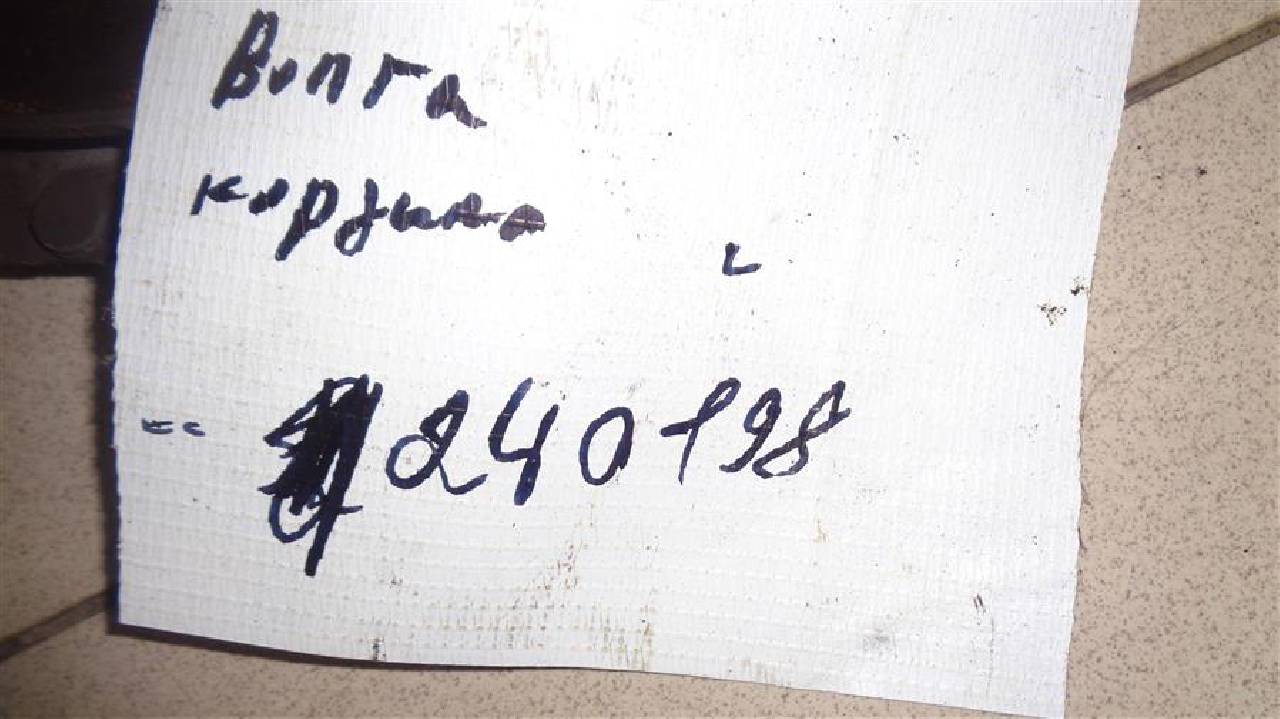 Волга
корзина
240198